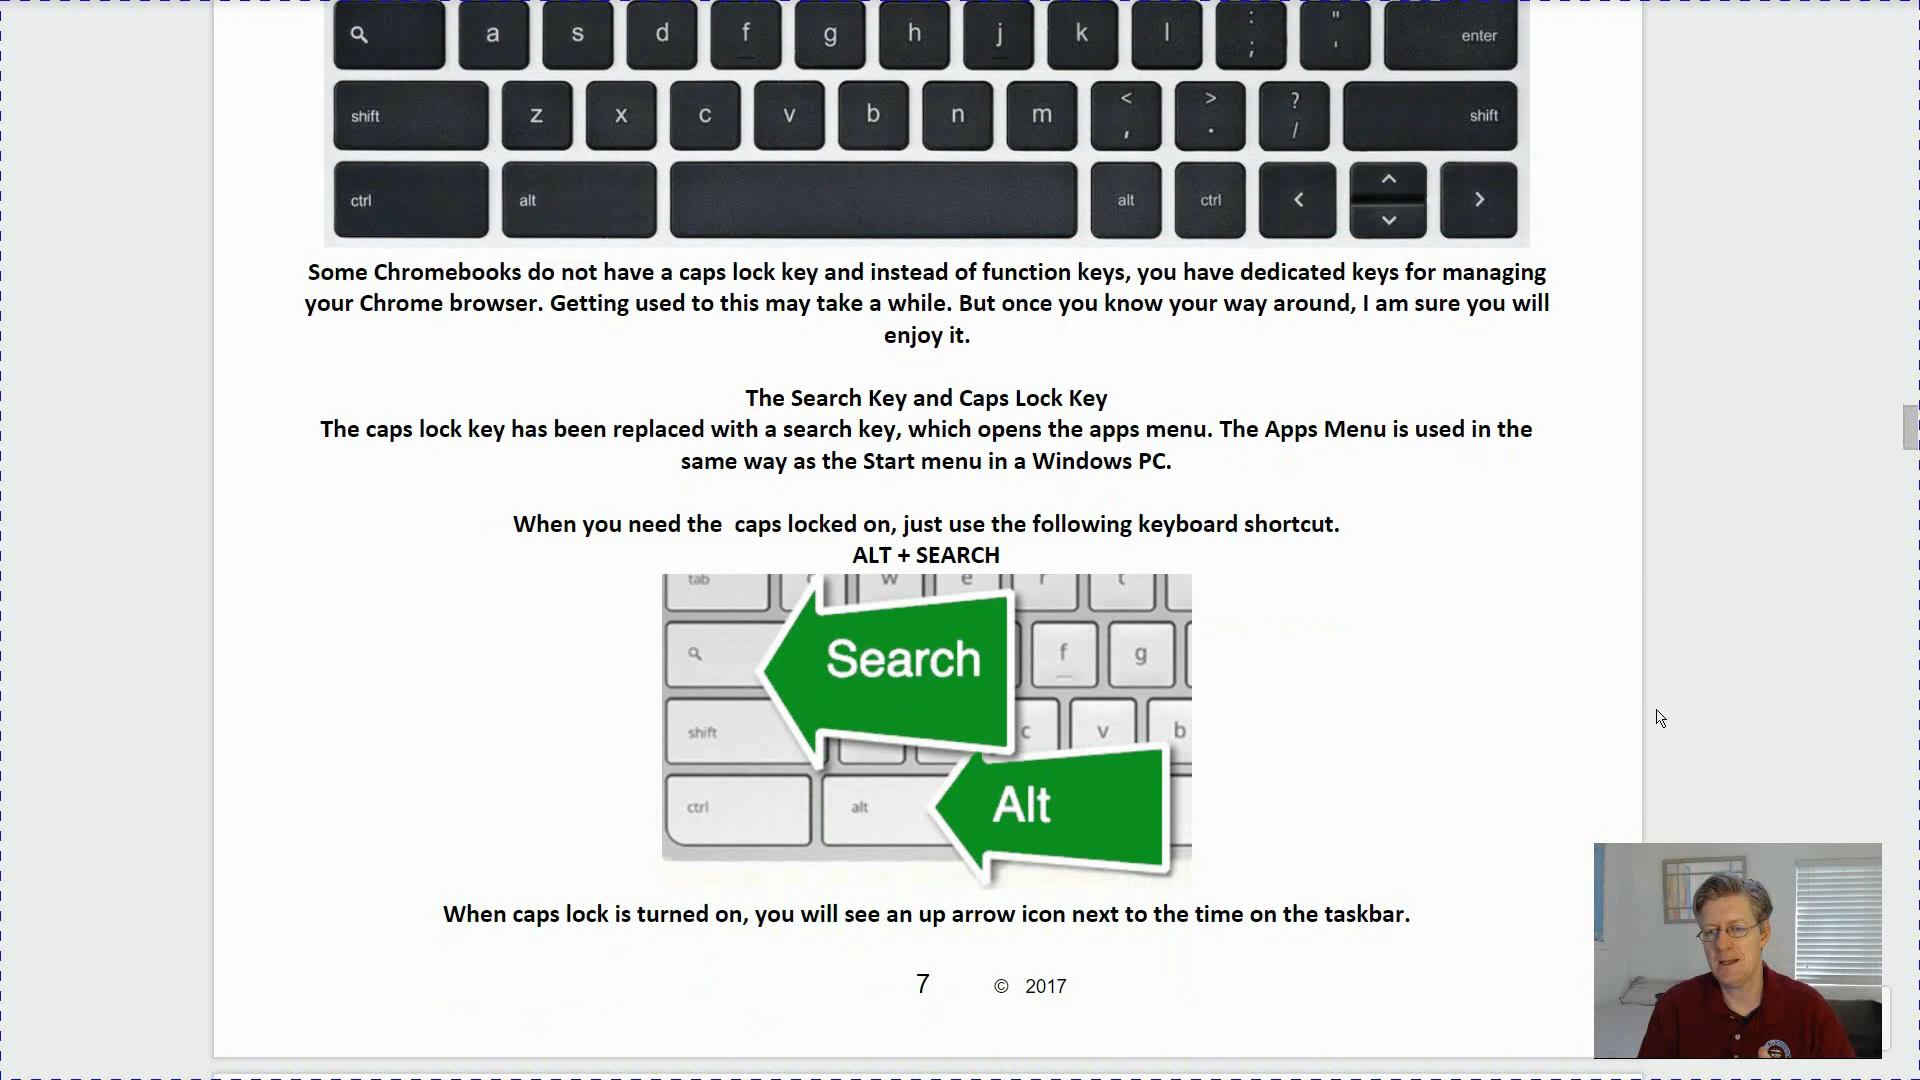 a s d f g h j k l : ; " ' enter
shift z x c v b n m < , > . ? / shift
ctrl alt alt ctrl
Some Chromebooks do not have a caps lock key and instead of function keys, you have dedicated keys for managing
your Chrome browser. Getting used to this may take a while. But once you know your way around, I am sure you will
enjoy it.
The Search Key and Caps Lock Key
The caps lock key has been replaced with a search key, which opens the apps menu. The Apps Menu is used in the
same way as the Start menu in a Windows PC.
When you need the  caps locked on, just use the following keyboard shortcut.
ALT + SEARCH
tab w e r t
Search f g
shift c v b
ctrl alt Alt
When caps lock is turned on, you will see an up arrow icon next to the time on the taskbar.
7 © 2017